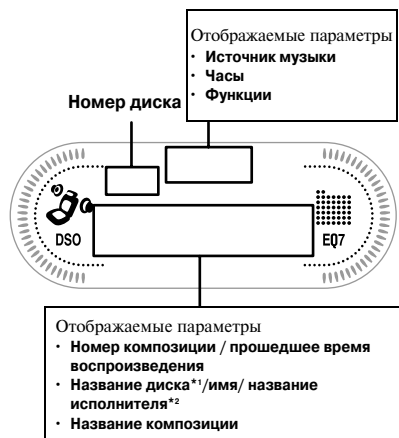 Отображаемые параметры
· Источник музыки
· Часы
· Функции
Номер диска
DSO
EQ7
Отображаемые параметры
· Номер композиции / прошедшее время
воспроизведения
· Название диска*1/имя/ название
исполнителя*2
· Название композиции